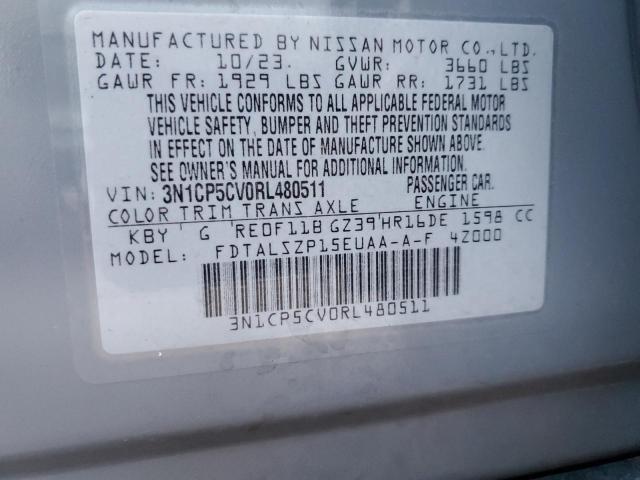 MANUFACTURED BY NISSAN MOTOR CO.,LTD.
DATE: 10/23. GVWR: 3660 LBS
GAWR FR: 1929 LBS GAWR RR: 1731 LBS
THIS VEHICLE CONFORMS TO ALL APPLICABLE FEDERAL MOTOR
VEHICLE SAFETY, BUMPER AND THEFT PREVENTION STANDARDS
IN EFFECT ON THE DATE OF MANUFACTURE SHOWN ABOVE.
SEE OWNER'S MANUAL FOR ADDITIONAL INFORMATION.
VIN: 3N1CP5CV0RL480511 PASSENGER CAR.
COLOR TRIM TRANS AXLE ENGINE
KBY ' G ' RE0F11B GZ39 ' HR16DE 1598 CC
MODEL: FDTALSZP15EUAA-A-F 4Z000
3N1CP5CV0RL480511